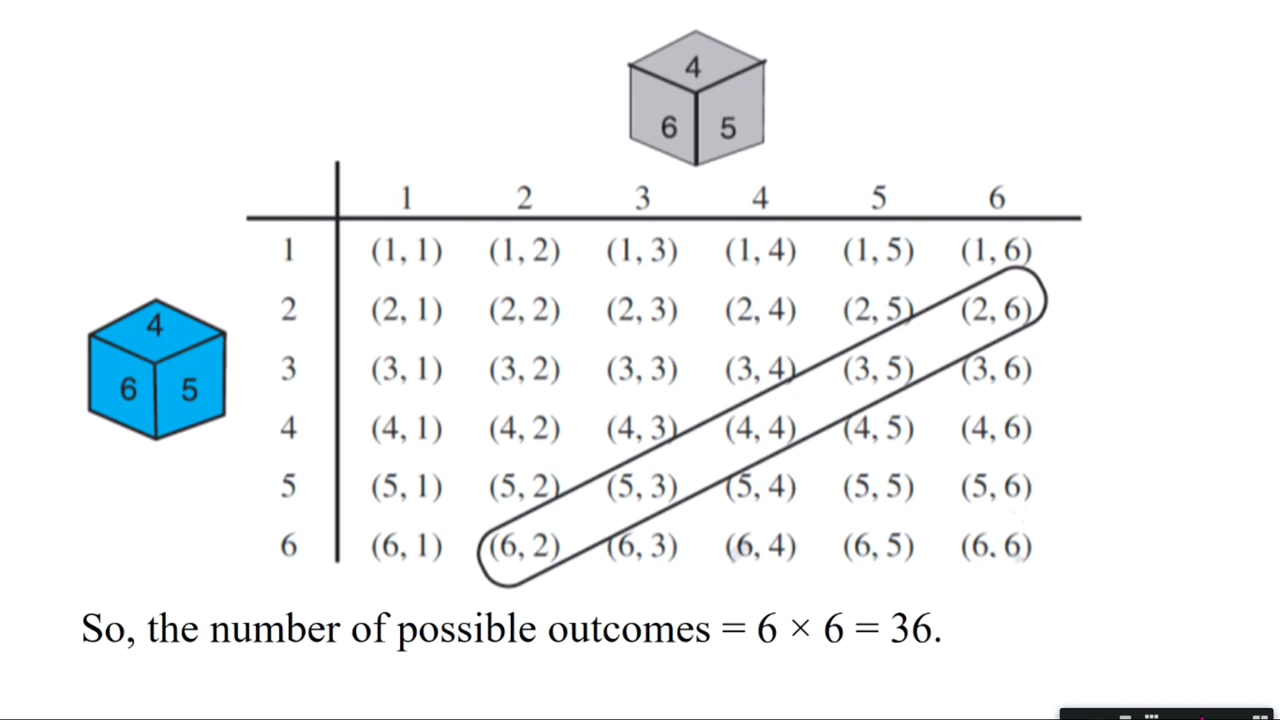 4
6 5
1 2 3 4 5 6
1 (1, 1) (1, 2) (1, 3) (1, 4) (1, 5) (1, 6)
2 (2, 1) (2, 2) (2, 3) (2, 4) (2, 5) (2, 6)
3 (3, 1) (3, 2) (3, 3) (3, 4) (3, 5) (3, 6)
4 (4, 1) (4, 2) (4, 3) (4, 4) (4, 5) (4, 6)
5 (5, 1) (5, 2) (5, 3) (5, 4) (5, 5) (5, 6)
6 (6, 1) (6, 2) (6, 3) (6, 4) (6, 5) (6. 6)
4
6 5
So, the number of possible outcomes = 6 × 6 = 36.